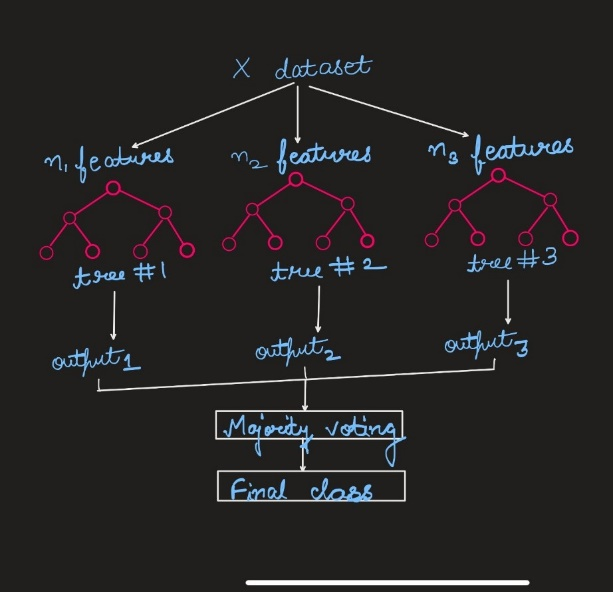 X dataset
n₁ features
n₂ features
n₃ features
tree #1
tree #2
tree #3
output₁
output₂
output₃
Majority voting
Final class